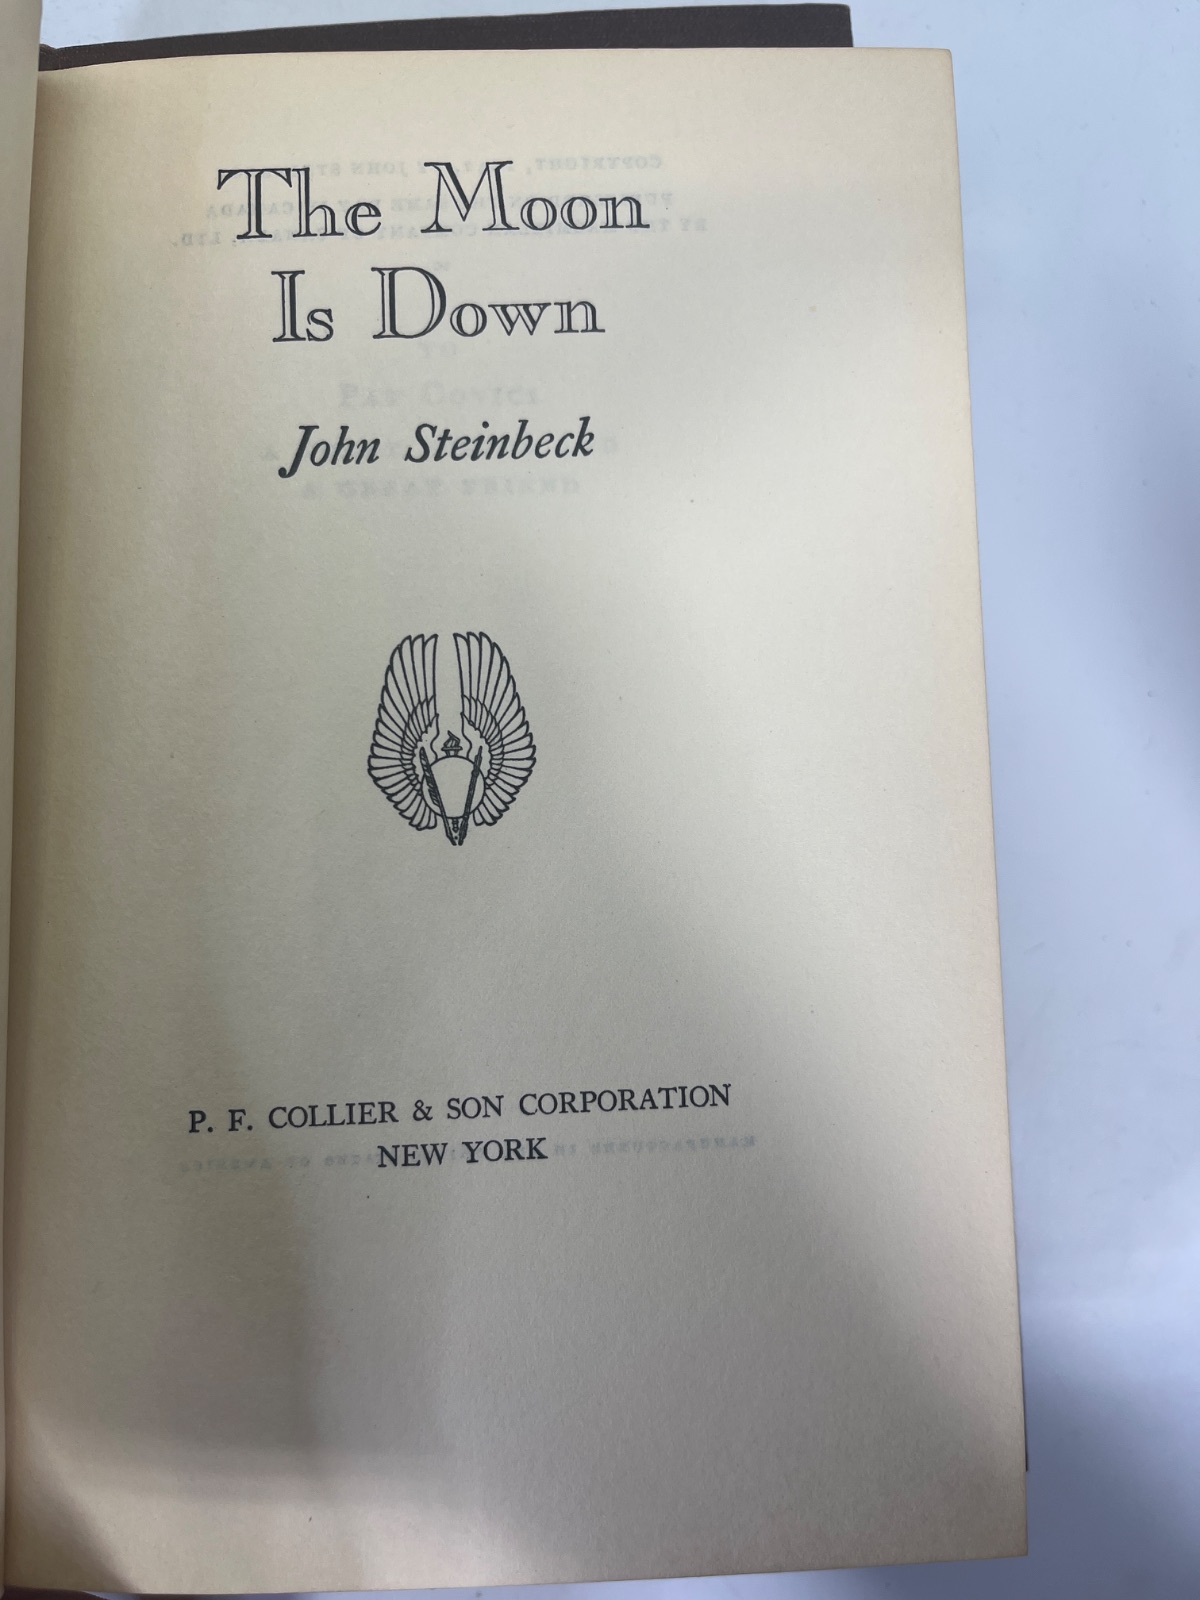 The Moon
Is Down
John Steinbeck
P. F. COLLIER & SON CORPORATION
NEW YORK